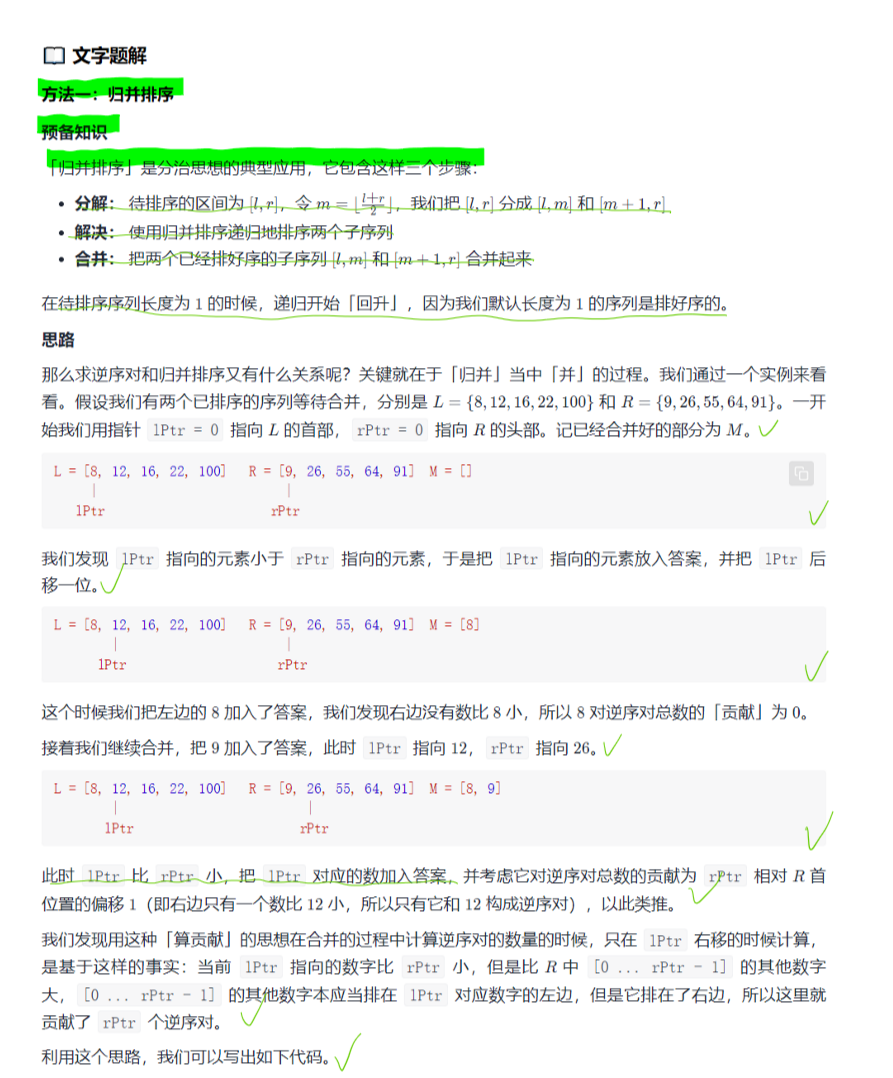 📖 文字题解
方法一：归并排序
预备知识
「归并排序」是分治思想的典型应用，它包含这样三个步骤：
• 分解： 待排序的区间为 [l, r]，令 m = ⌊(l+r)/2⌋，我们把 [l, r] 分成 [l, m] 和 [m + 1, r]
• 解决： 使用归并排序递归地排序两个子序列
• 合并： 把两个已经排好序的子序列 [l, m] 和 [m + 1, r] 合并起来
在待排序序列长度为 1 的时候，递归开始「回升」，因为我们默认长度为 1 的序列是排好序的。
思路
那么求逆序对和归并排序又有什么关系呢？关键就在于「归并」当中「并」的过程。我们通过一个实例来看
看。假设我们有两个已排序的序列等待合并，分别是 L = {8, 12, 16, 22, 100} 和 R = {9, 26, 55, 64, 91}。一开
始我们用指针 lPtr = 0 指向 L 的首部， rPtr = 0 指向 R 的头部。记已经合并好的部分为 M。
L = [8, 12, 16, 22, 100] R = [9, 26, 55, 64, 91] M = []
| |
lPtr rPtr
我们发现 lPtr 指向的元素小于 rPtr 指向的元素，于是把 lPtr 指向的元素放入答案，并把 lPtr 后
移一位。
L = [8, 12, 16, 22, 100] R = [9, 26, 55, 64, 91] M = [8]
| |
lPtr rPtr
这个时候我们把左边的 8 加入了答案，我们发现右边没有数比 8 小，所以 8 对逆序对总数的「贡献」为 0。
接着我们继续合并，把 9 加入了答案，此时 lPtr 指向 12， rPtr 指向 26。
L = [8, 12, 16, 22, 100] R = [9, 26, 55, 64, 91] M = [8, 9]
| |
lPtr rPtr
此时 lPtr 比 rPtr 小，把 lPtr 对应的数加入答案，并考虑它对逆序对总数的贡献为 rPtr 相对 R 首
位置的偏移 1（即右边只有一个数比 12 小，所以只有它和 12 构成逆序对），以此类推。
我们发现用这种「算贡献」的思想在合并的过程中计算逆序对的数量的时候，只在 lPtr 右移的时候计算，
是基于这样的事实：当前 lPtr 指向的数字比 rPtr 小，但是比 R 中 [0 ... rPtr - 1] 的其他数字
大， [0 ... rPtr - 1] 的其他数字本应当排在 lPtr 对应数字的左边，但是它排在了右边，所以这里就
贡献了 rPtr 个逆序对。
利用这个思路，我们可以写出如下代码。